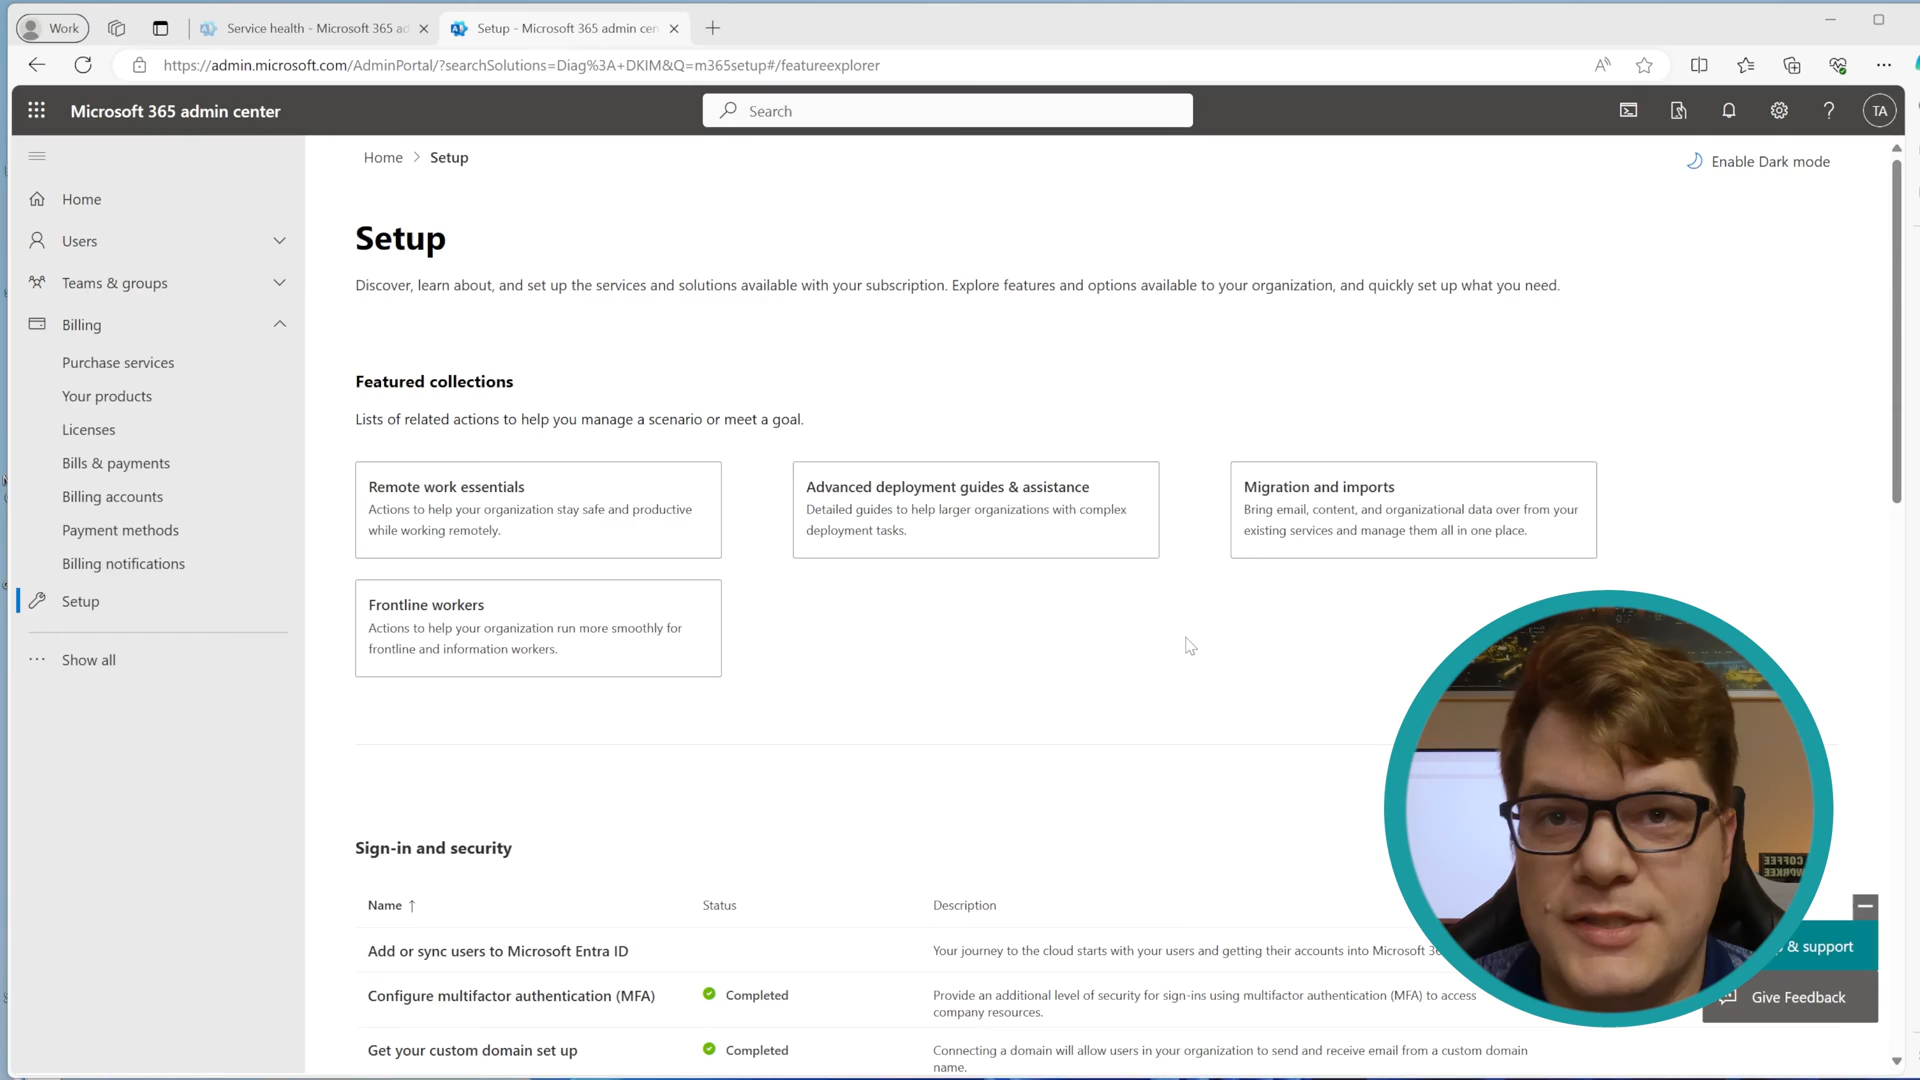 Work
Service health - Microsoft 365 ad
Setup - Microsoft 365 admin cen
https://admin.microsoft.com/AdminPortal/?searchSolutions=Diag%3A+DKIM&Q=m365setup#/featureexplorer
Microsoft 365 admin center
Search
TA
Home
Users
Teams & groups
Billing
Purchase services
Your products
Licenses
Bills & payments
Billing accounts
Payment methods
Billing notifications
Setup
Show all
Home > Setup
Enable Dark mode
Setup
Discover, learn about, and set up the services and solutions available with your subscription. Explore features and options available to your organization, and quickly set up what you need.
Featured collections
Lists of related actions to help you manage a scenario or meet a goal.
Remote work essentials
Actions to help your organization stay safe and productive
while working remotely.
Advanced deployment guides & assistance
Detailed guides to help larger organizations with complex
deployment tasks.
Migration and imports
Bring email, content, and organizational data over from your
existing services and manage them all in one place.
Frontline workers
Actions to help your organization run more smoothly for
frontline and information workers.
Sign-in and security
Name ↑ Status Description
Add or sync users to Microsoft Entra ID
Your journey to the cloud starts with your users and getting their accounts into Microsoft 36
Configure multifactor authentication (MFA)
Completed
Provide an additional level of security for sign-ins using multifactor authentication (MFA) to access
company resources.
Get your custom domain set up
Completed
Connecting a domain will allow users in your organization to send and receive email from a custom domain
name.
COFFEE
& support
Give Feedback